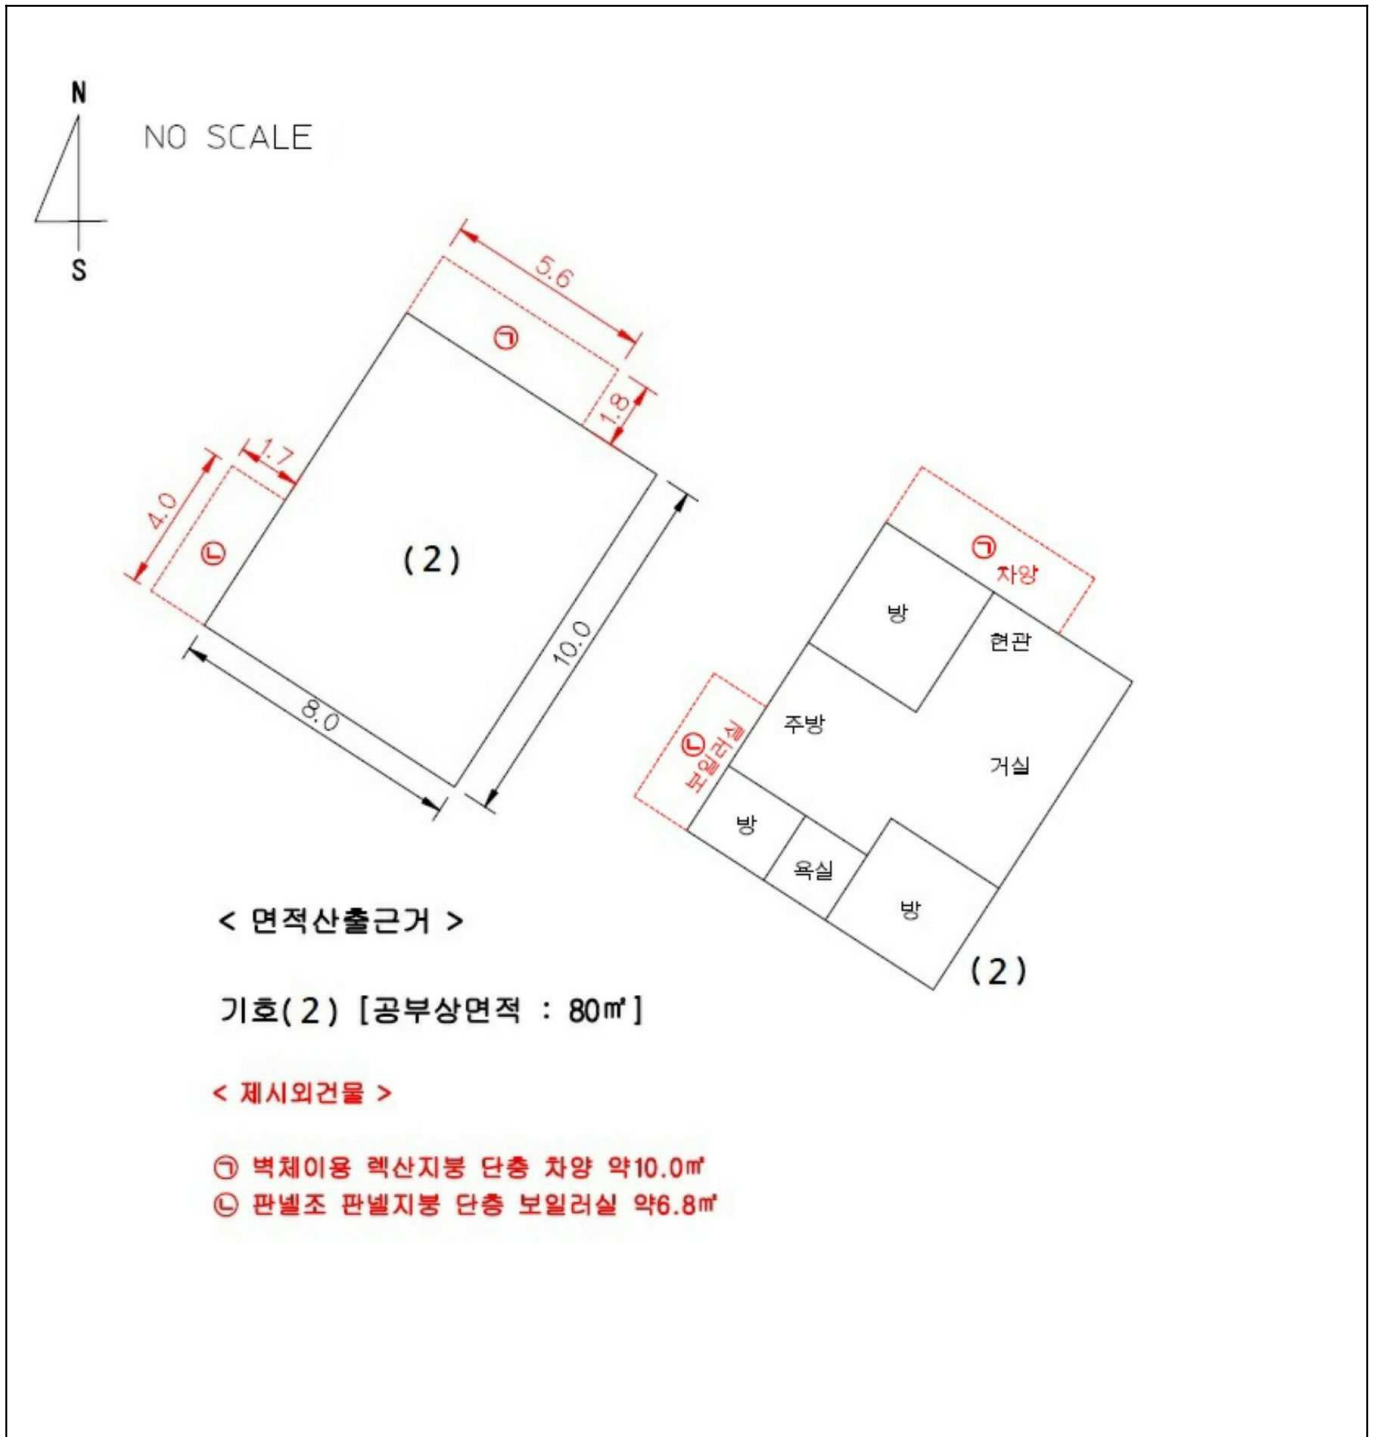 N
NO SCALE
S
5.6
㉠
1.8
1.7
4.0
㉡
(2)
10.0
8.0
㉠
차양
방
현관
주방
㉡
보일러실
거실
방
욕실
방
(2)
< 면적산출근거 >
기호(2) [공부상면적 : 80㎡]
< 제시외건물 >
㉠ 벽체이용 렉산지붕 단층 차양 약10.0㎡
㉡ 판넬조 판넬지붕 단층 보일러실 약6.8㎡